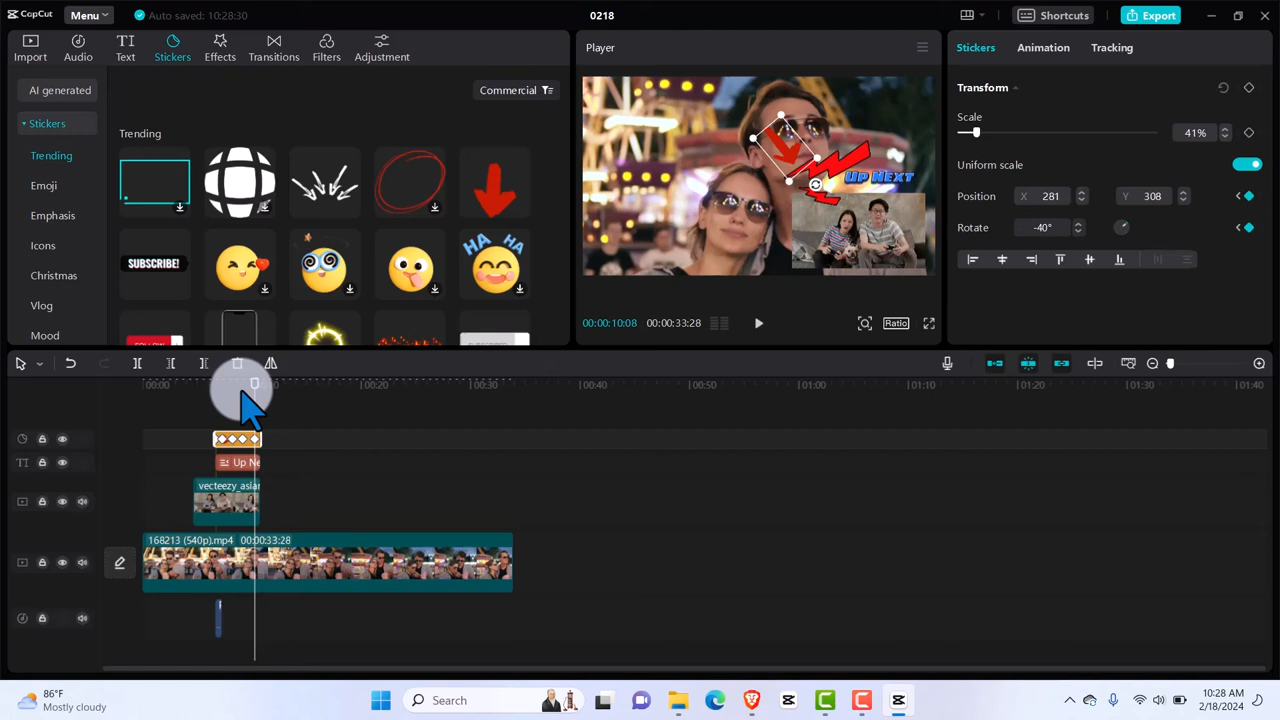 CapCut Menu Auto saved: 10:28:30 0218 Shortcuts Export
Import Audio Text Stickers Effects Transitions Filters Adjustment
AI generated
Stickers
Trending
Emoji
Emphasis
Icons
Christmas
Vlog
Mood
Commercial
Trending
SUBSCRIBE!
HA HA
Player
UP NEXT
00:00:10:08 00:00:33:28 Ratio
Stickers Animation Tracking
Transform
Scale
41%
Uniform scale
Position X 281 Y 308
Rotate -40°
00:00 00:20 00:30 00:40 00:50 01:00 01:10 01:20 01:30 01:40
TI Up Ne
vecteezy_asian
168213 (540p).mp4 00:00:33:28
86°F
Mostly cloudy
Search
10:28 AM
2/18/2024